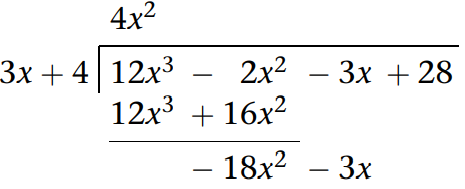 4x²
3x + 4 12x³ − 2x² − 3x + 28
12x³ + 16x²
− 18x² − 3x